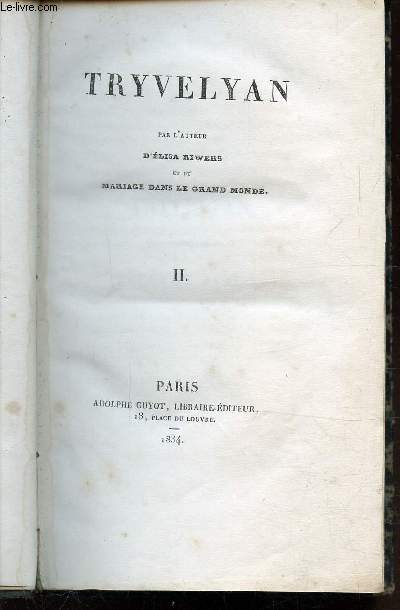 www.le-livre.com
TRYVELYAN
PAR L'AUTEUR
D'ÉLISA RIWERS
ET DU
MARIAGE DANS LE GRAND MONDE.
II.
PARIS
ADOLPHE GUYOT, LIBRAIRE-ÉDITEUR,
18, PLACE DU LOUVRE.
1834.